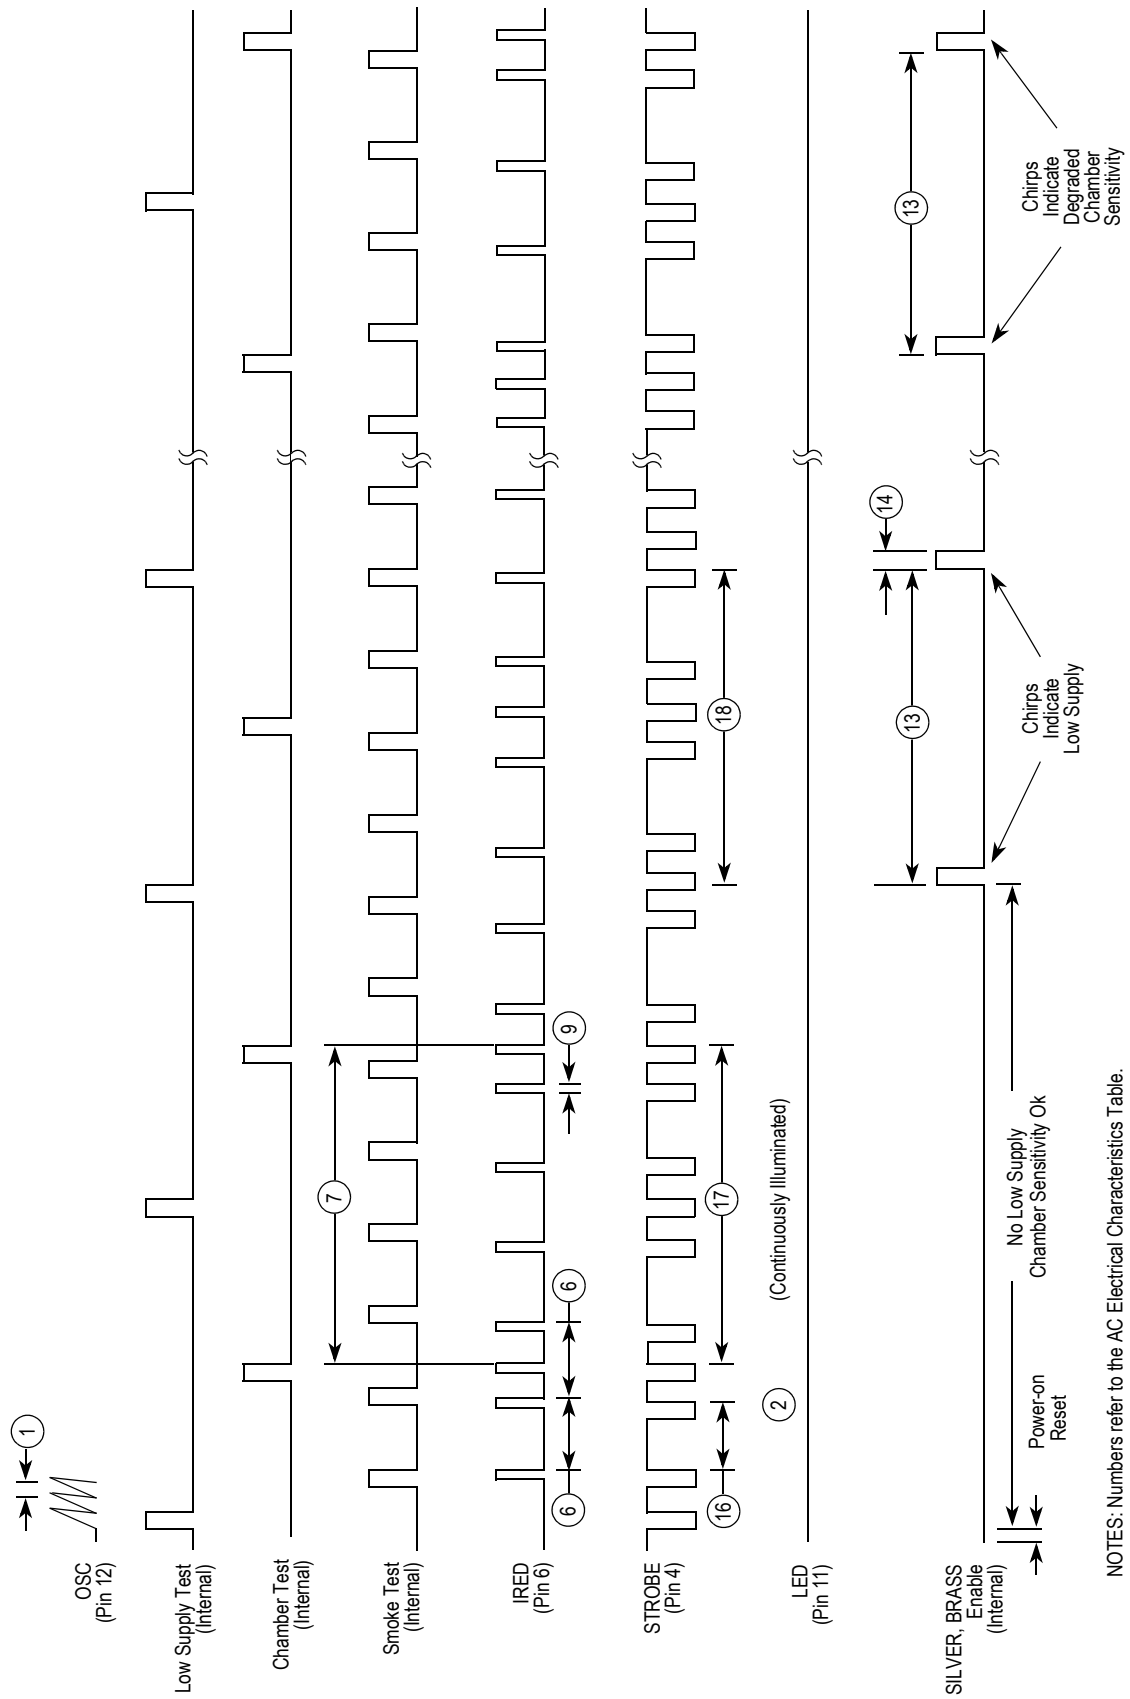 OSC
(Pin 12)
1
Low Supply Test
(Internal)
Chamber Test
(Internal)
7
Smoke Test
(Internal)
IRED
(Pin 6)
6
6
9
STROBE
(Pin 4)
16
17
18
LED
(Pin 11)
2
(Continuously Illuminated)
SILVER, BRASS
Enable
(Internal)
13
14
13
Power-on
Reset
No Low Supply
Chamber Sensitivity Ok
Chirps
Indicate
Low Supply
Chirps
Indicate
Degraded
Chamber
Sensitivity
NOTES: Numbers refer to the AC Electrical Characteristics Table.